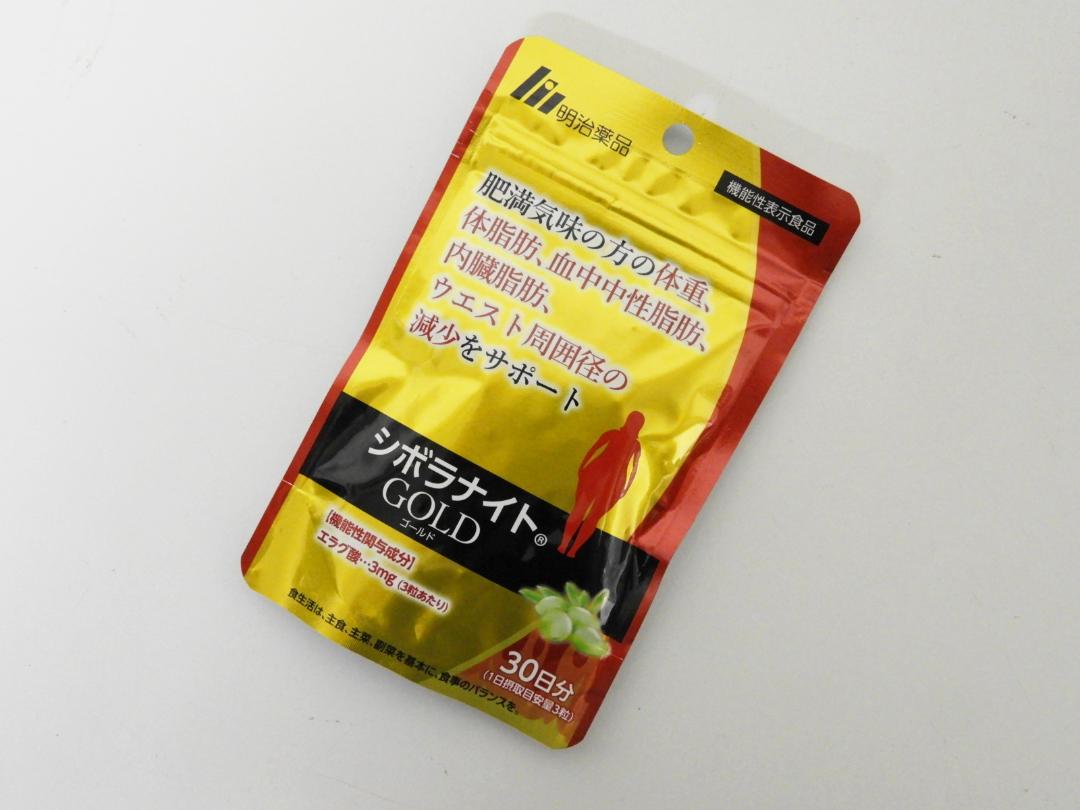 明治薬品
機能性表示食品
肥満気味の方の体重、
体脂肪、血中中性脂肪、
内臓脂肪、
ウエスト周囲径の
減少をサポート
シボラナイト®
GOLD
ゴールド
[機能性関与成分]
エラグ酸…3mg (3粒あたり)
食生活は、主食、主菜、副菜を基本に、食事のバランスを。
30日分
(1日摂取目安量3粒)